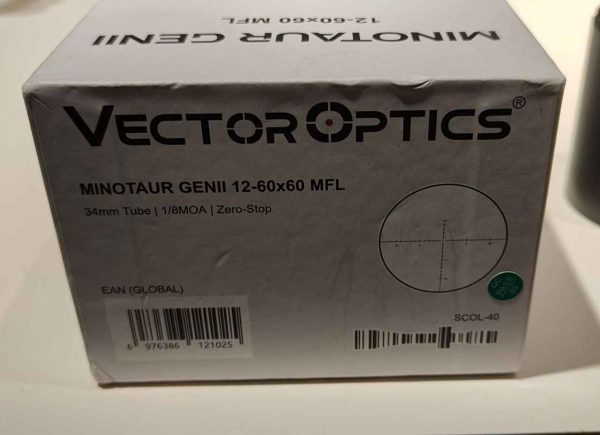 12-60x60 MFL
MINOTAUR GENII
VECTOR OPTICS®
MINOTAUR GENII 12-60x60 MFL
34mm Tube | 1/8MOA | Zero-Stop
EAN (GLOBAL)
6 976386 121025
SCOL-40